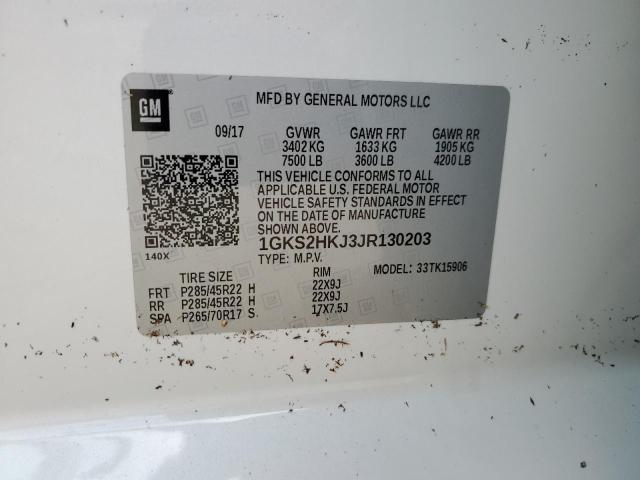 GM
MFD BY GENERAL MOTORS LLC
09/17 GVWR GAWR FRT GAWR RR
3402 KG 1633 KG 1905 KG
7500 LB 3600 LB 4200 LB
THIS VEHICLE CONFORMS TO ALL
APPLICABLE U.S. FEDERAL MOTOR
VEHICLE SAFETY STANDARDS IN EFFECT
ON THE DATE OF MANUFACTURE
SHOWN ABOVE.
140X
1GKS2HKJ3JR130203
TYPE: M.P.V. MODEL: 33TK15906
TIRE SIZE RIM
FRT P285/45R22 H 22X9J
RR P285/45R22 H 22X9J
SPA P265/70R17 S 17X7.5J